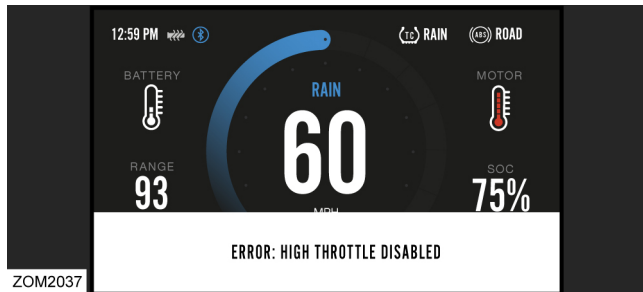 12:59 PM TC RAIN ABS ROAD
BATTERY RAIN MOTOR
60
RANGE SOC
93 75%
MPH
ERROR: HIGH THROTTLE DISABLED
ZOM2037